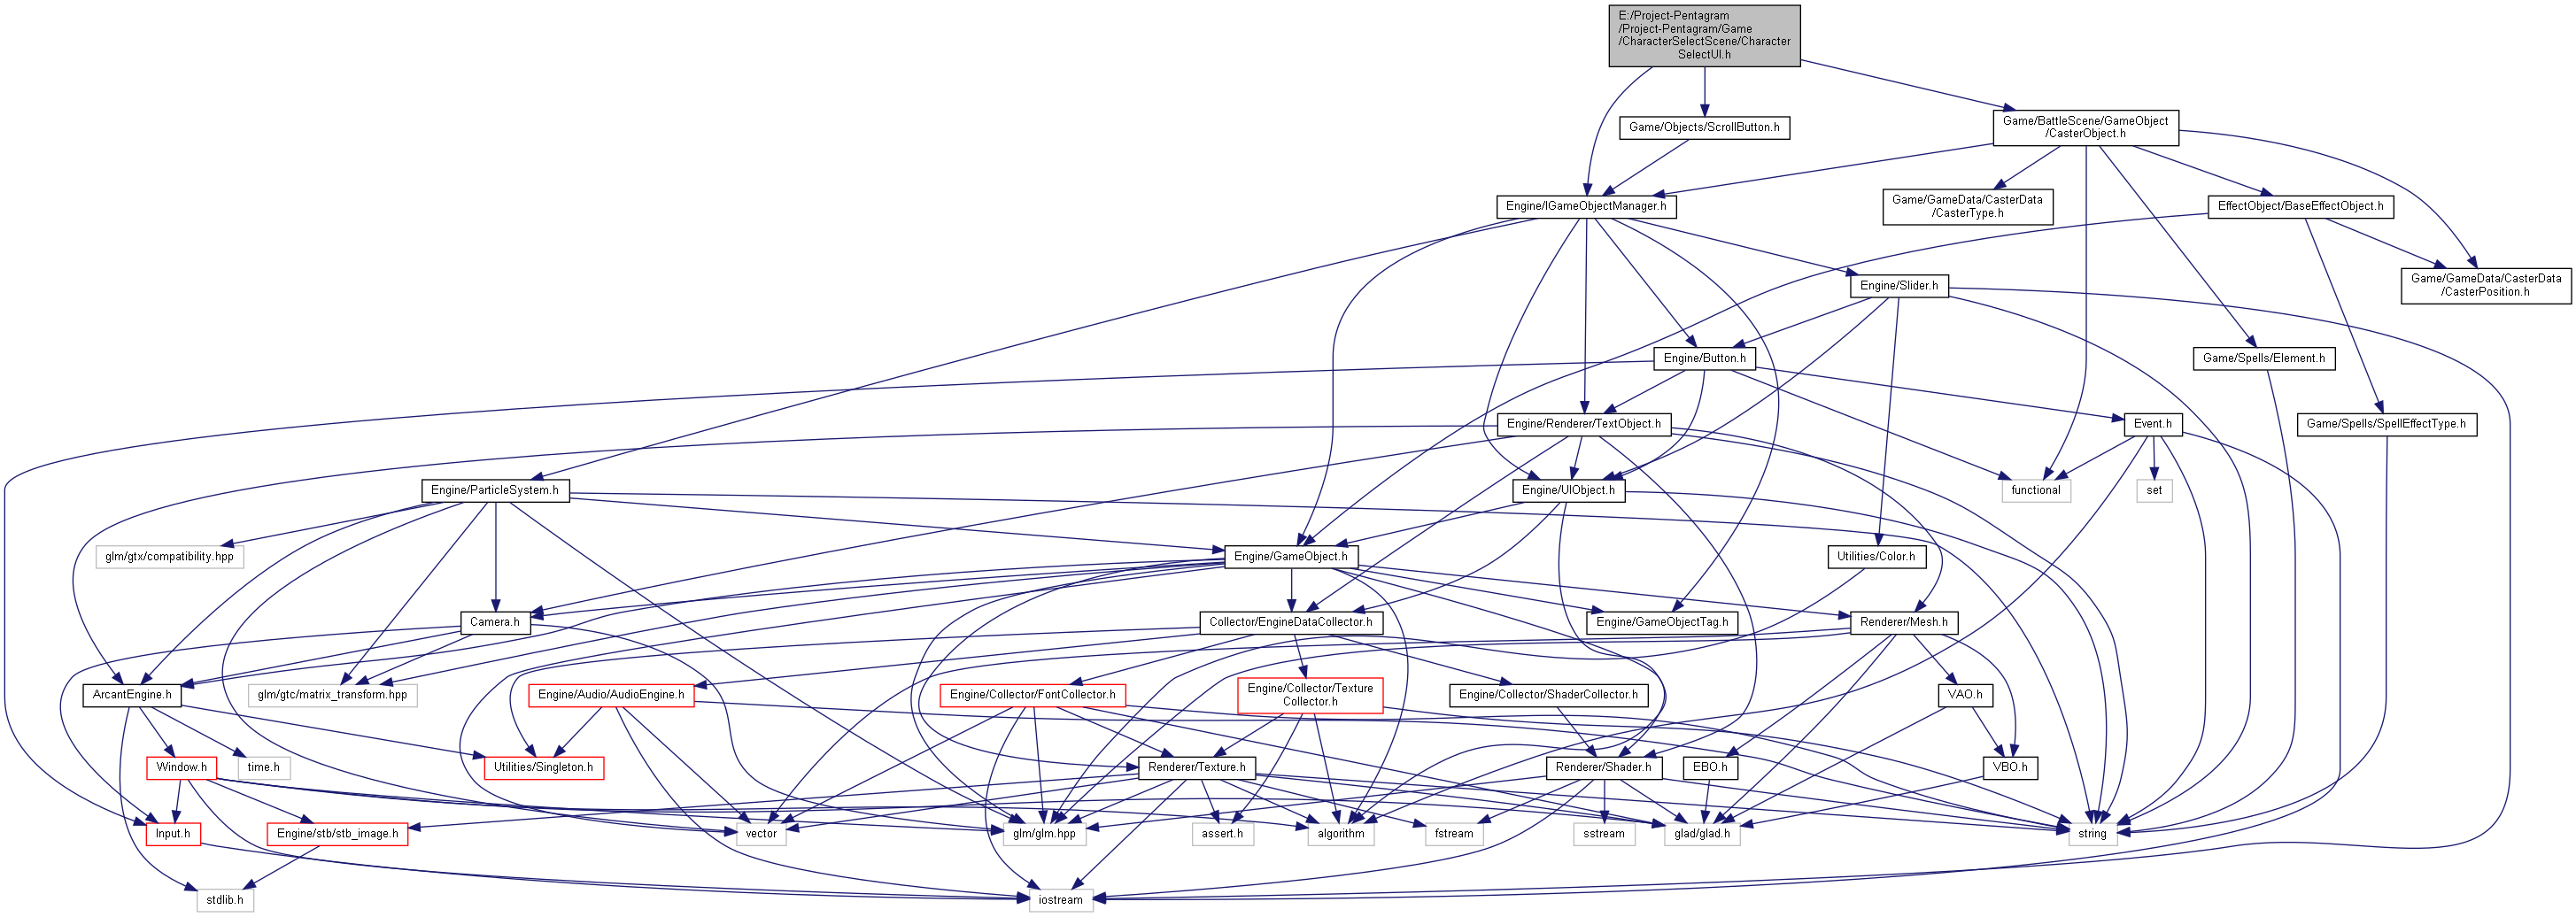 E:/Project-Pentagram
/Project-Pentagram/Game
/CharacterSelectScene/Character
SelectUI.h
Game/Objects/ScrollButton.h
Game/BattleScene/GameObject
/CasterObject.h
Engine/IGameObjectManager.h
Game/GameData/CasterData
/CasterType.h
EffectObject/BaseEffectObject.h
Engine/Slider.h
Game/GameData/CasterData
/CasterPosition.h
Engine/Button.h
Game/Spells/Element.h
Engine/Renderer/TextObject.h
Event.h
Game/Spells/SpellEffectType.h
Engine/ParticleSystem.h
Engine/UIObject.h
functional
set
glm/gtx/compatibility.hpp
Engine/GameObject.h
Utilities/Color.h
Camera.h
Collector/EngineDataCollector.h
Engine/GameObjectTag.h
Renderer/Mesh.h
ArcantEngine.h
glm/gtc/matrix_transform.hpp
Engine/Audio/AudioEngine.h
Engine/Collector/FontCollector.h
Engine/Collector/Texture
Collector.h
Engine/Collector/ShaderCollector.h
VAO.h
Window.h
time.h
Utilities/Singleton.h
Renderer/Texture.h
Renderer/Shader.h
EBO.h
VBO.h
Input.h
Engine/stb/stb_image.h
vector
glm/glm.hpp
assert.h
algorithm
fstream
sstream
glad/glad.h
string
stdlib.h
iostream